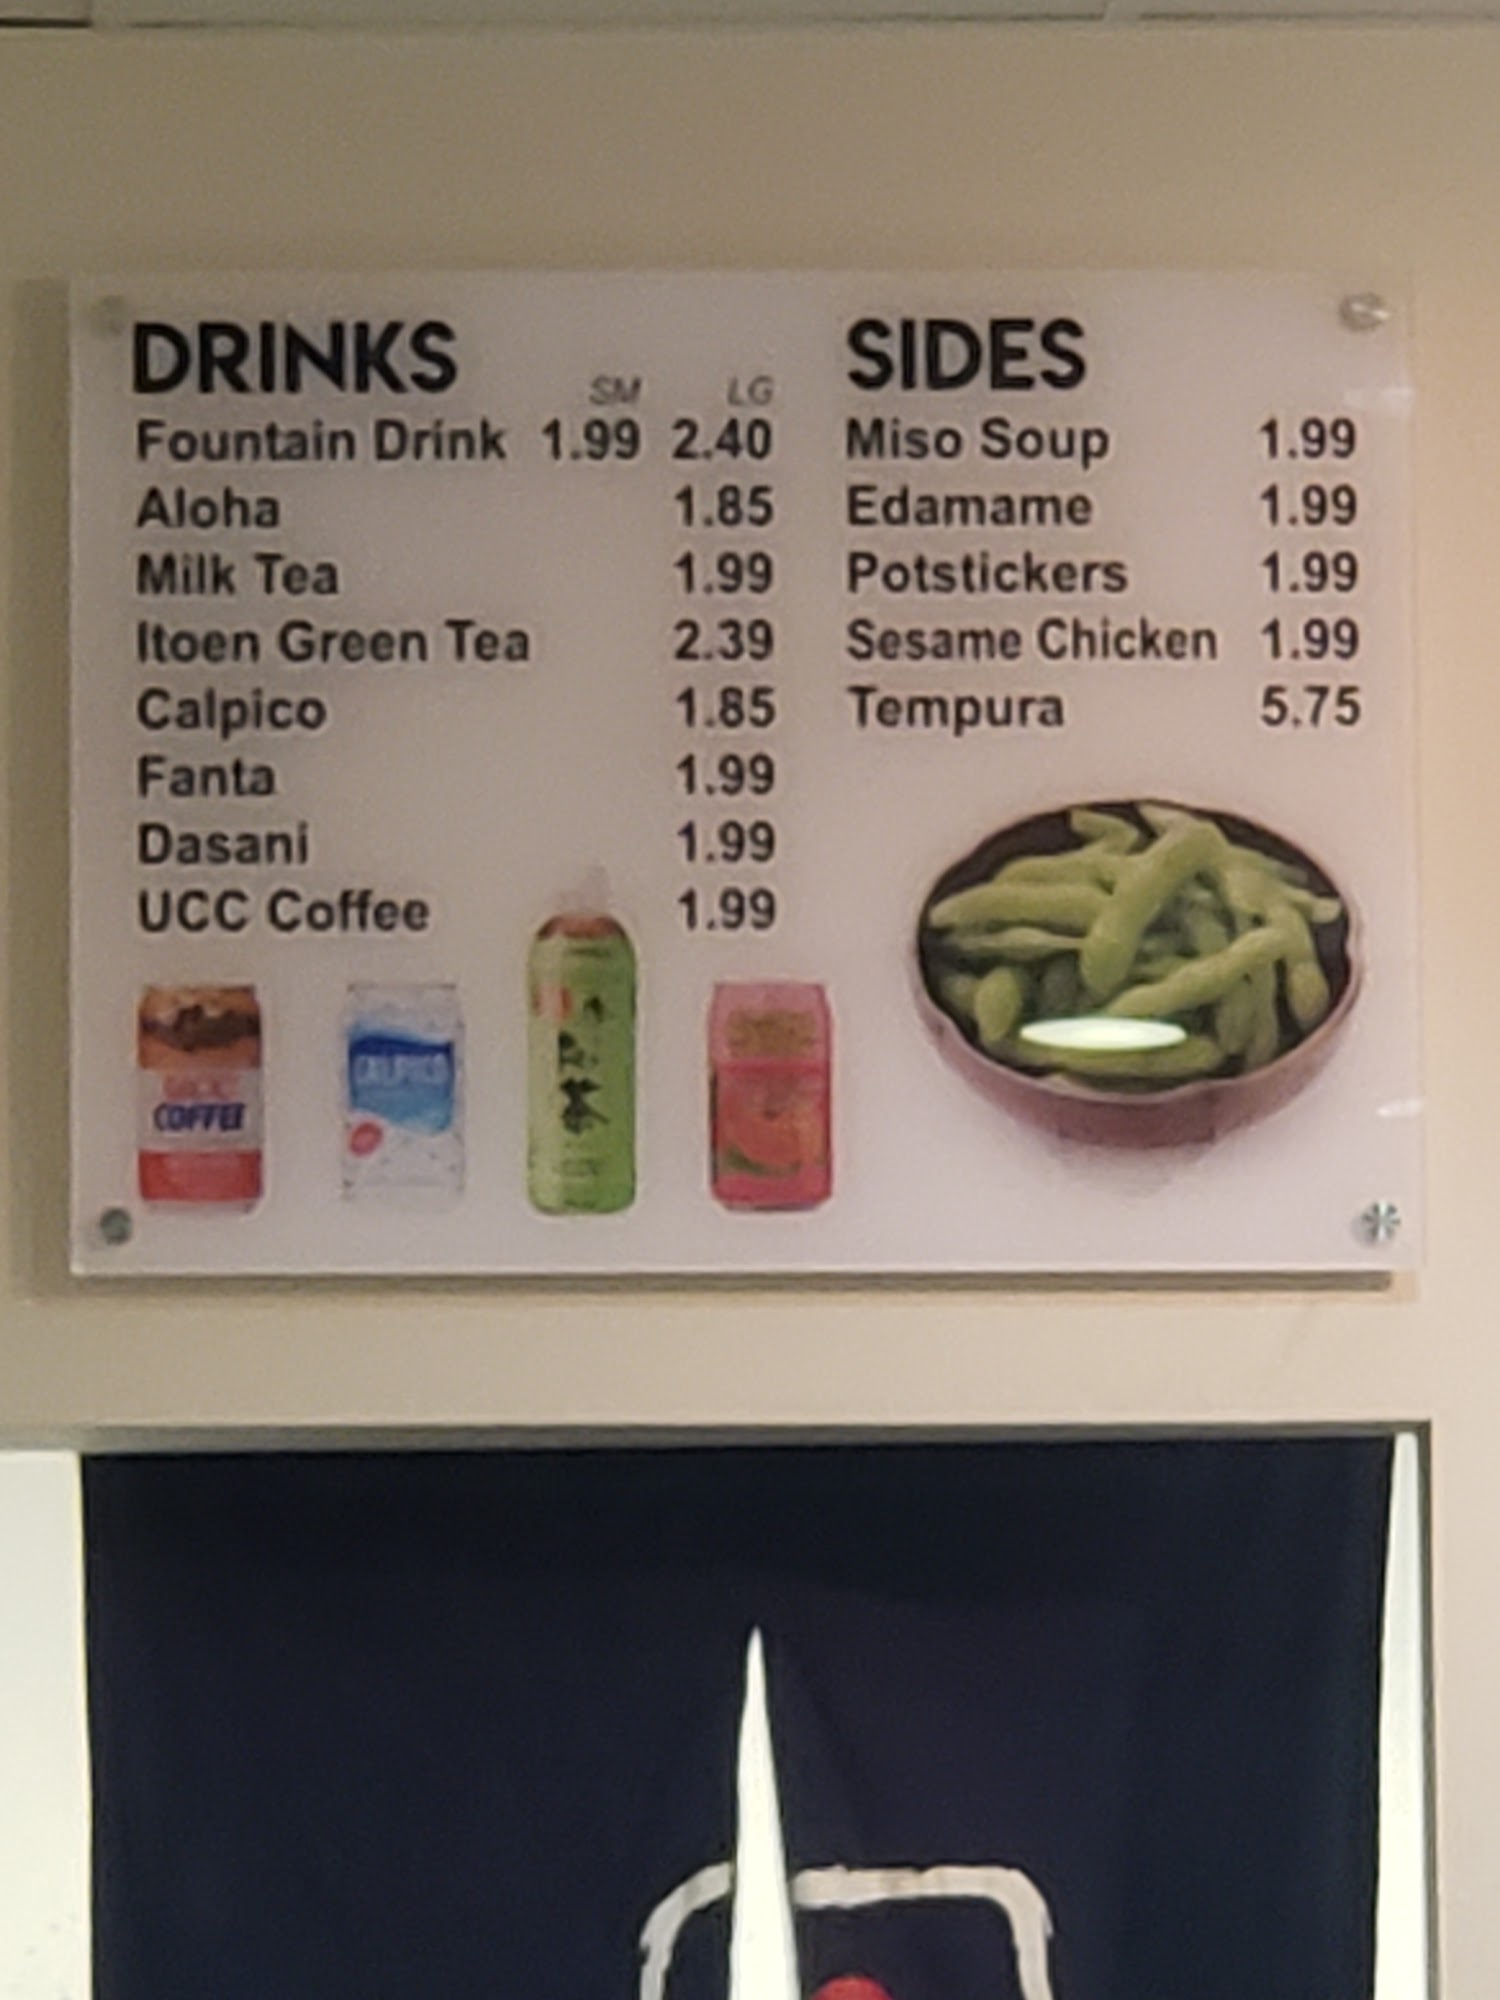 DRINKS
SM LG
Fountain Drink 1.99 2.40
Aloha 1.85
Milk Tea 1.99
Itoen Green Tea 2.39
Calpico 1.85
Fanta 1.99
Dasani 1.99
UCC Coffee 1.99
SIDES
Miso Soup 1.99
Edamame 1.99
Potstickers 1.99
Sesame Chicken 1.99
Tempura 5.75
COFFEE
CALPICO